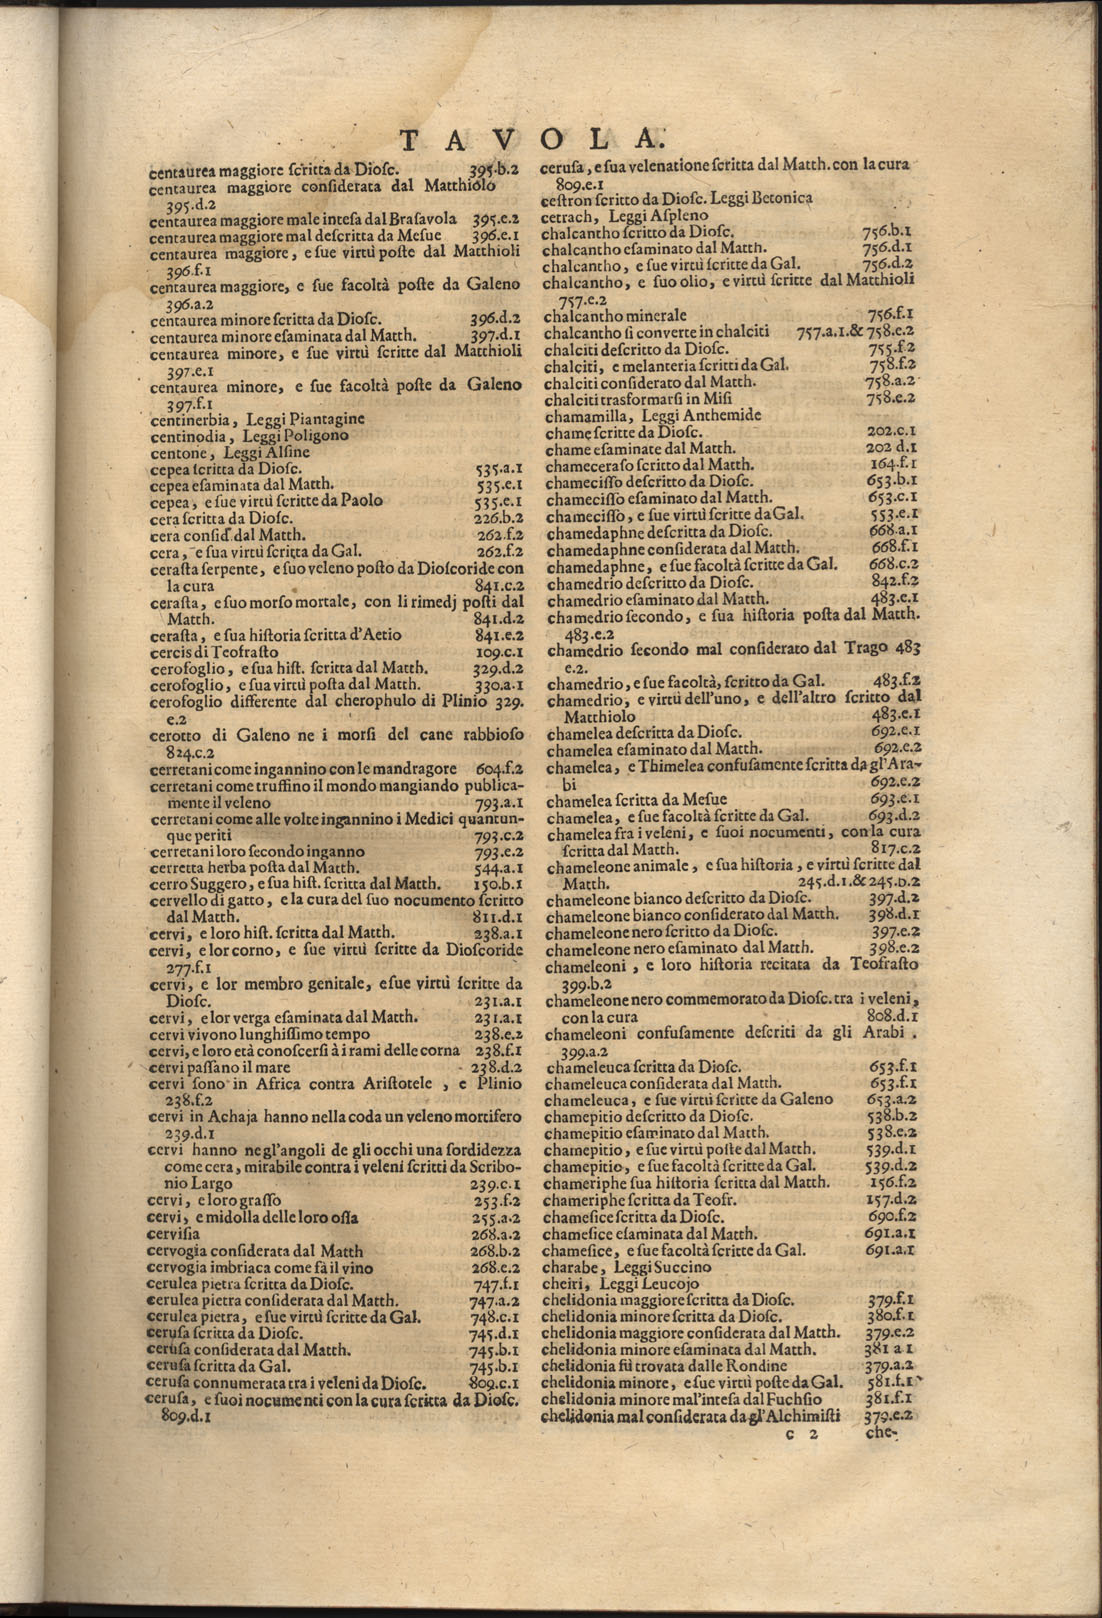 TAVOLA.
centaurea maggiore ſcritta da Dioſc. 395.b.2
centaurea maggiore conſiderata dal Matthiolo
395.d.2
centaurea maggiore male inteſa dal Braſavola 395.e.2
centaurea maggiore mal deſcritta da Meſue 396.e.1
centaurea maggiore, e ſue virtù poſte dal Matthioli
396.f.1
centaurea maggiore, e ſue facoltà poſte da Galeno
396.a.2
centaurea minore ſcritta da Dioſc. 396.d.2
centaurea minore eſaminata dal Matth. 397.d.1
centaurea minore, e ſue virtù ſcritte dal Matthioli
397.e.1
centaurea minore, e ſue facoltà poſte da Galeno
397.f.1
centinerbia, Leggi Piantagine
centinodia, Leggi Poligono
centone, Leggi Alſine
cepea ſcritta da Dioſc. 535.a.1
cepea eſaminata dal Matth. 535.e.1
cepea, e ſue virtù ſcritte da Paolo 535.e.1
cera ſcritta da Dioſc. 226.b.2
cera conſid. dal Matth. 262.f.2
cera, e ſua virtù ſcritta da Gal. 262.f.2
ceraſta ſerpente, e ſuo veleno poſto da Dioſcoride con
la cura 841.c.2
ceraſta, e ſuo morſo mortale, con li rimedj poſti dal
Matth. 841.d.2
ceraſta, e ſua hiſtoria ſcritta d'Aetio 841.e.2
cercis di Teofraſto 109.c.1
cerofoglio, e ſua hiſt. ſcritta dal Matth. 329.d.2
cerofoglio, e ſua virtù poſta dal Matth. 330.a.1
cerofoglio differente dal cherophulo di Plinio 329.
e.2
cerotto di Galeno ne i morſi del cane rabbioſo
824.c.2
cerretani come ingannino con le mandragore 604.f.2
cerretani come truffino il mondo mangiando publica-
mente il veleno 793.a.1
cerretani come alle volte ingannino i Medici quantun-
que periti 793.c.2
cerretani loro ſecondo inganno 793.e.2
cerretta herba poſta dal Matth. 544.a.1
cerro Suggero, e ſua hiſt. ſcritta dal Matth. 150.b.1
cervello di gatto, e la cura del ſuo nocumento ſcritto
dal Matth. 811.d.1
cervi, e loro hiſt. ſcritta dal Matth. 238.a.1
cervi, e lor corno, e ſue virtù ſcritte da Dioſcoride
277.f.1
cervi, e lor membro genitale, e ſue virtù ſcritte da
Dioſc. 231.a.1
cervi, e lor verga eſaminata dal Matth. 231.a.1
cervi vivono lunghiſſimo tempo 238.e.2
cervi, e loro età conoſcerſi à i rami delle corna 238.f.1
cervi paſſano il mare 238.d.2
cervi ſono in Africa contra Ariſtotele, e Plinio
238.f.2
cervi in Achaja hanno nella coda un veleno mortifero
239.d.1
cervi hanno negl'angoli de gli occhi una ſordidezza
come cera, mirabile contra i veleni ſcritti da Scribo-
nio Largo 239.c.1
cervi, e loro graſſo 253.f.2
cervi, e midolla delle loro oſſa 255.a.2
cerviſia 268.a.2
cervogia conſiderata dal Matth 268.b.2
cervogia imbriaca come fà il vino 268.e.2
cerulea pietra ſcritta da Dioſc. 747.f.1
cerulea pietra conſiderata dal Matth. 747.a.2
cerulea pietra, e ſue virtù ſcritte da Gal. 748.c.1
ceruſa ſcritta da Dioſc. 745.d.1
ceruſa conſiderata dal Matth. 745.b.1
ceruſa ſcritta da Gal. 745.b.1
ceruſa connumerata tra i veleni da Dioſc. 809.c.1
ceruſa, e ſuoi nocumenti con la cura ſcritta da Dioſc.
809.d.1
ceruſa, e ſua velenatione ſcritta dal Matth. con la cura
809.e.1
ceſtron ſcritto da Dioſc. Leggi Betonica
cetrach, Leggi Aſpleno
chalcantho ſcritto da Dioſc. 756.b.1
chalcantho eſaminato dal Matth. 756.d.1
chalcantho, e ſue virtù ſcritte da Gal. 756.d.2
chalcantho, e ſuo olio, e virtù ſcritte dal Matthioli
757.e.2
chalcantho minerale 756.f.1
chalcantho ſi converte in chalciti 757.a.1.& 758.e.2
chalciti deſcritto da Dioſc. 755.f.2
chalciti, e melanteria ſcritti da Gal. 758.f.2
chalciti conſiderato dal Matth. 758.a.2
chalciti trasformarſi in Miſi 758.e.2
chamamilla, Leggi Anthemide
chame ſcritte da Dioſc. 202.c.1
chame eſaminate dal Matth. 202 d.1
chameceraſo ſcritto dal Matth. 164.f.1
chameciſſo deſcritto da Dioſc. 653.b.1
chameciſſo eſaminato dal Matth. 653.c.1
chameciſſo, e ſue virtù ſcritte da Gal. 553.e.1
chamedaphne deſcritta da Dioſc. 668.a.1
chamedaphne conſiderata dal Matth. 668.f.1
chamedaphne, e ſue facoltà ſcritte da Gal. 668.c.2
chamedrio deſcritto da Dioſc. 842.f.2
chamedrio eſaminato dal Matth. 483.e.1
chamedrio ſecondo, e ſua hiſtoria poſta dal Matth.
483.e.2
chamedrio ſecondo mal conſiderato dal Trago 483
e.2.
chamedrio, e ſue facoltà, ſcritto da Gal. 483.f.2
chamedrio, e virtù dell'uno, e dell'altro ſcritto dal
Matthiolo 483.e.1
chamelea deſcritta da Dioſc. 692.e.1
chamelea eſaminato dal Matth. 692.e.2
chamelea, e Thimelea confuſamente ſcritta da gl'Ara-
bi 692.e.2
chamelea ſcritta da Meſue 693.e.1
chamelea, e ſue facoltà ſcritte da Gal. 693.d.2
chamelea fra i veleni, e ſuoi nocumenti, con la cura
ſcritta dal Matth. 817.c.2
chameleone animale, e ſua hiſtoria, e virtù ſcritte dal
Matth. 245.d.1.& 245.D.2
chameleone bianco deſcritto da Dioſc. 397.d.2
chameleone bianco conſiderato dal Matth. 398.d.1
chameleone nero ſcritto da Dioſc. 397.e.2
chameleone nero eſaminato dal Matth. 398.e.2
chameleoni, e loro hiſtoria recitata da Teofraſto
399.b.2
chameleone nero commemorato da Dioſc. tra i veleni,
con la cura 808.d.1
chameleoni confuſamente deſcriti da gli Arabi.
399.a.2
chameleuca ſcritta da Dioſc. 653.f.1
chameleuca conſiderata dal Matth. 653.f.1
chameleuca, e ſue virtù ſcritte da Galeno 653.a.2
chamepitio deſcritto da Dioſc. 538.b.2
chamepitio eſaminato dal Matth. 538.e.2
chamepitio, e ſue virtù poſte dal Matth. 539.d.1
chamepitio, e ſue facoltà ſcritte da Gal. 539.d.2
chameriphe ſua hiſtoria ſcritta dal Matth. 156.f.2
chameriphe ſcritta da Teofr. 157.d.2
chameſice ſcritta da Dioſc. 690.f.2
chameſice eſaminata dal Matth. 691.a.1
chameſice, e ſue facoltà ſcritte da Gal. 691.a.1
charabe, Leggi Succino
cheiri, Leggi Leucojo
chelidonia maggiore ſcritta da Dioſc. 379.f.1
chelidonia minore ſcritta da Dioſc. 380.f.1
chelidonia maggiore conſiderata dal Matth. 379.e.2
chelidonia minore eſaminata dal Matth. 381 a 1
chelidonia fù trovata dalle Rondine 379.a.2
chelidonia minore, e ſue virtù poſte da Gal. 581.f.1
chelidonia minore mal'inteſa dal Fuchſio 381.f.1
chelidonia mal conſiderata da gl'Alchimiſti 379.e.2
C 2 che-